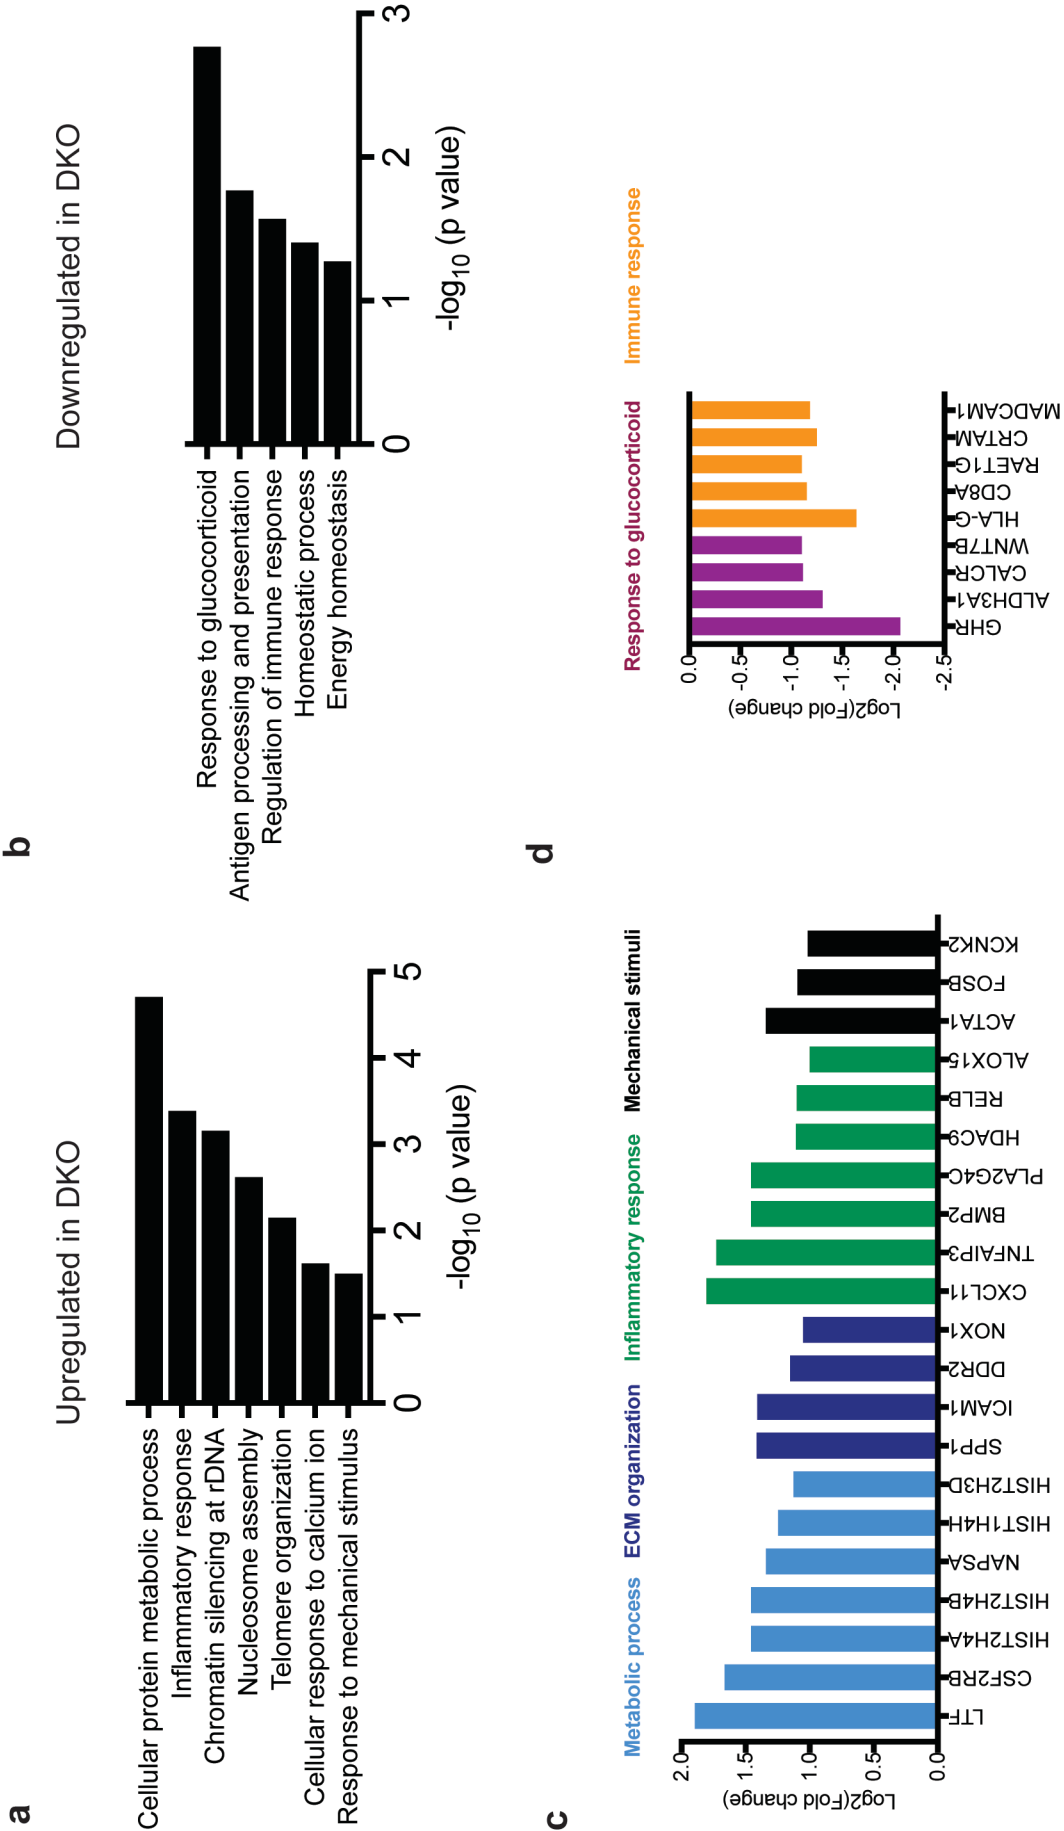 a
Upregulated in DKO
Cellular protein metabolic process
Inflammatory response
Chromatin silencing at rDNA
Nucleosome assembly
Telomere organization
Cellular response to calcium ion
Response to mechanical stimulus
0 1 2 3 4 5
-log10 (p value)
b
Downregulated in DKO
Response to glucocorticoid
Antigen processing and presentation
Regulation of immune response
Homeostatic process
Energy homeostasis
0 1 2 3
-log10 (p value)
c
Metabolic process ECM organization Inflammatory response Mechanical stimuli
Log2(Fold change)
2.0
1.5
1.0
0.5
0.0
LTF
CSF2RB
HIST2H4A
HIST2H4B
NAPSA
HIST1H4H
HIST2H3D
SPP1
ICAM1
DDR2
NOX1
CXCL11
TNFAIP3
BMP2
PLA2G4C
HDAC9
RELB
ALOX15
ACTA1
FOSB
KCNK2
d
Response to glucocorticoid Immune response
Log2(Fold change)
0.0
-0.5
-1.0
-1.5
-2.0
-2.5
GHR
ALDH3A1
CALCR
WNT7B
HLA-G
CD8A
RAET1G
CRTAM
MADCAM1